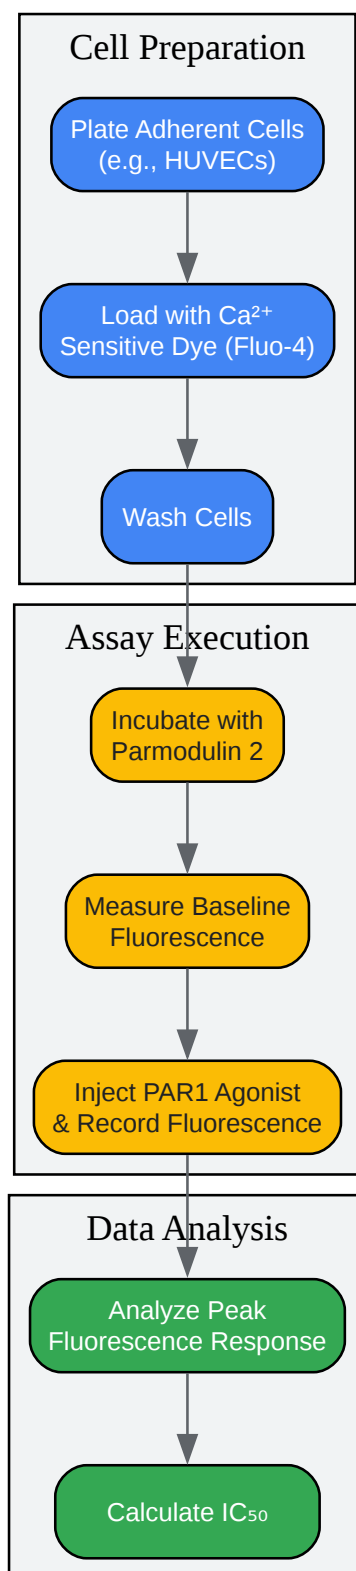 Cell Preparation
Plate Adherent Cells
(e.g., HUVECs)
Load with Ca²⁺
Sensitive Dye (Fluo-4)
Wash Cells
Assay Execution
Incubate with
Parmodulin 2
Measure Baseline
Fluorescence
Inject PAR1 Agonist
& Record Fluorescence
Data Analysis
Analyze Peak
Fluorescence Response
Calculate IC₅₀